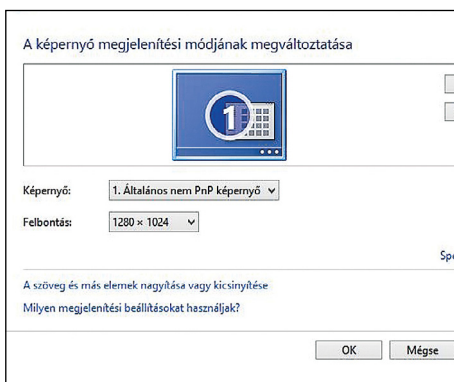 A képernyő megjelenítési módjának megváltoztatása
1
Képernyő: 1. Általános nem PnP képernyő
Felbontás: 1280 × 1024
A szöveg és más elemek nagyítása vagy kicsinyítése
Milyen megjelenítési beállításokat használjak?
OK Mégse